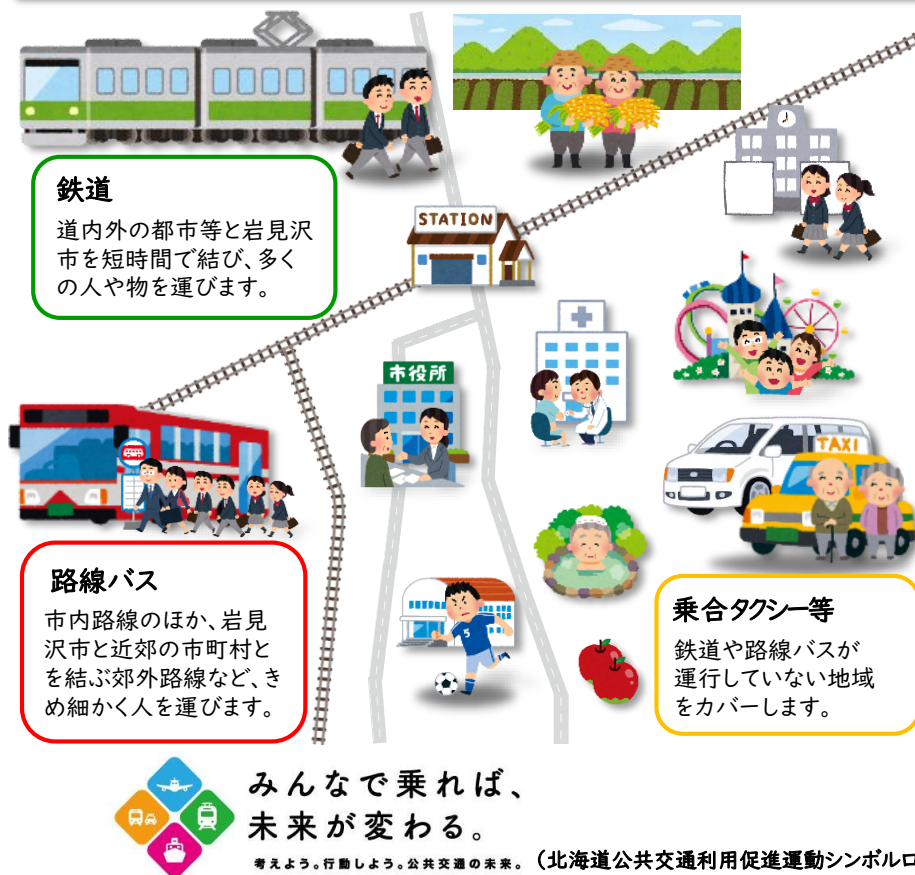 鉄道
道内外の都市等と岩見沢
市を短時間で結び、多く
の人や物を運びます。
STATION
市役所
TAXI
5
路線バス
市内路線のほか、岩見
沢市と近郊の市町村と
を結ぶ郊外路線など、き
め細かく人を運びます。
乗合タクシー等
鉄道や路線バスが
運行していない地域
をカバーします。
みんなで乗れば、
未来が変わる。
考えよう。行動しよう。公共交通の未来。
(北海道公共交通利用促進運動シンボルロ